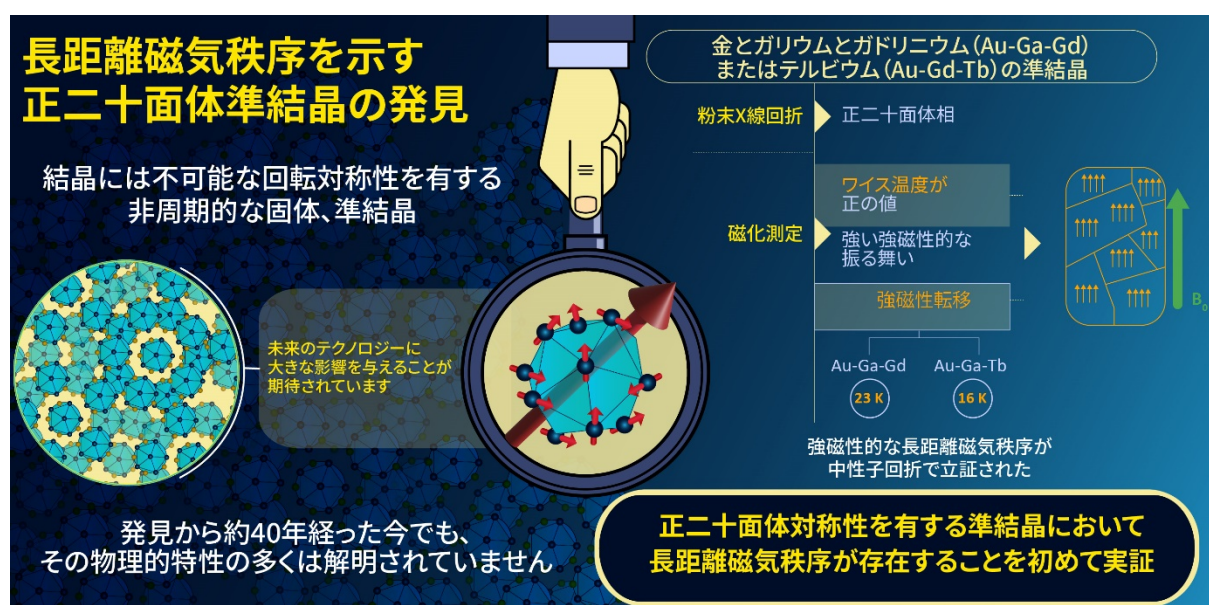 長距離磁気秩序を示す
正二十面体準結晶の発見
結晶には不可能な回転対称性を有する
非周期的な固体、準結晶
未来のテクノロジーに
大きな影響を与えることが
期待されています
発見から約40年経った今でも、
その物理的特性の多くは解明されていません
金とガリウムとガドリニウム（Au-Ga-Gd）
またはテルビウム（Au-Gd-Tb）の準結晶
粉末X線回折
正二十面体相
磁化測定
ワイス温度が
正の値
強い強磁性的な
振る舞い
強磁性転移
Au-Ga-Gd
23 K
Au-Ga-Tb
16 K
B₀
強磁性的な長距離磁気秩序が
中性子回折で立証された
正二十面体対称性を有する準結晶において
長距離磁気秩序が存在することを初めて実証